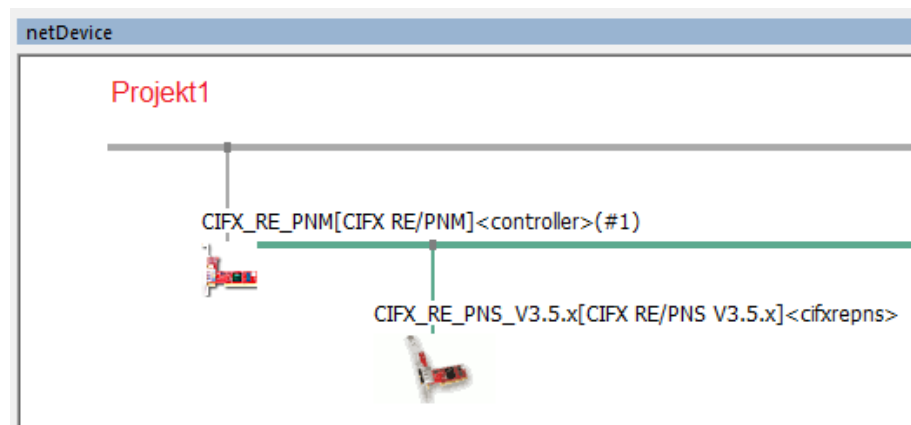 netDevice
Projekt1
CIFX_RE_PNM[CIFX RE/PNM]<controller>(#1)
CIFX_RE_PNS_V3.5.x[CIFX RE/PNS V3.5.x]<cifxrepns>